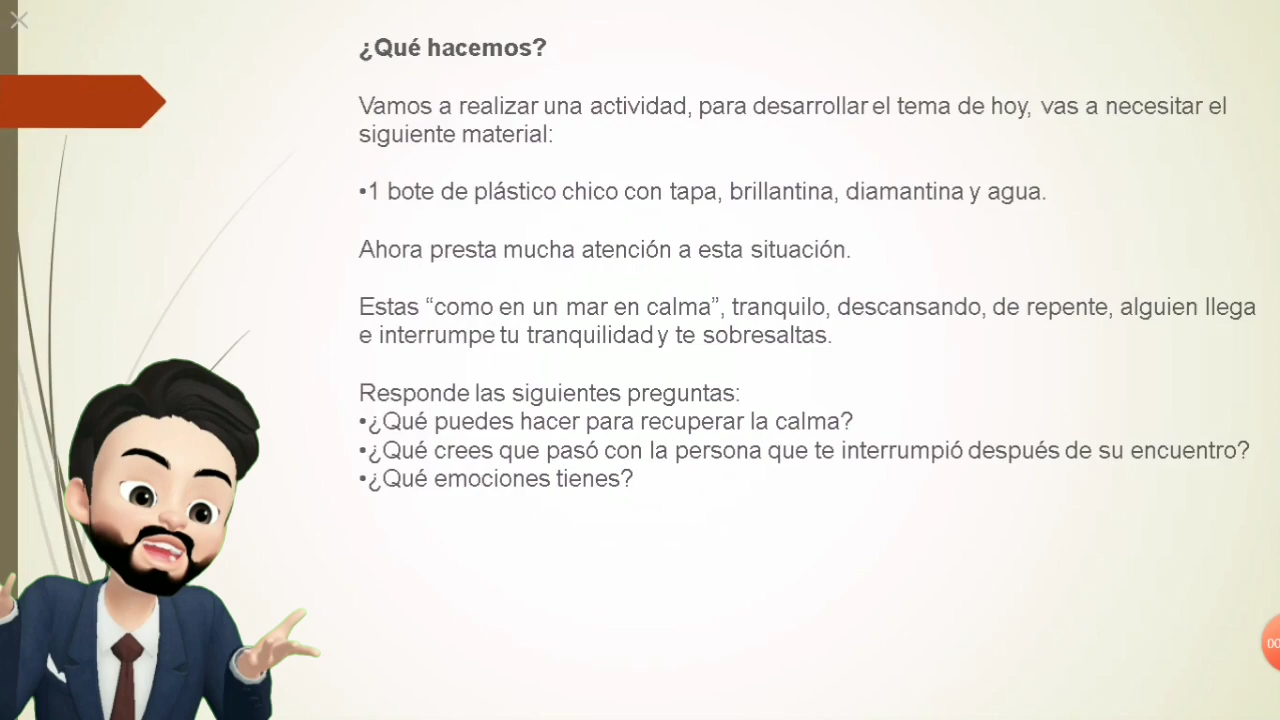 ¿Qué hacemos?
Vamos a realizar una actividad, para desarrollar el tema de hoy, vas a necesitar el
siguiente material:
•1 bote de plástico chico con tapa, brillantina, diamantina y agua.
Ahora presta mucha atención a esta situación.
Estas “como en un mar en calma”, tranquilo, descansando, de repente, alguien llega
e interrumpe tu tranquilidad y te sobresaltas.
Responde las siguientes preguntas:
•¿Qué puedes hacer para recuperar la calma?
•¿Qué crees que pasó con la persona que te interrumpió después de su encuentro?
•¿Qué emociones tienes?
00